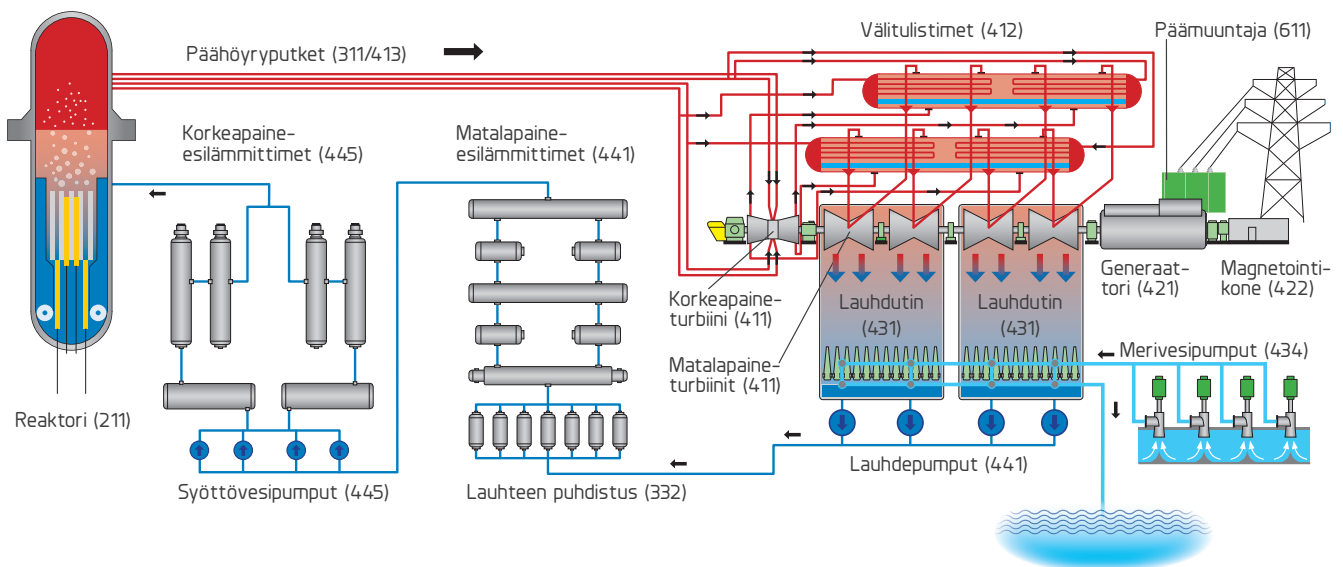 Päähöyryputket (311/413)
Välitulistimet (412)
Päämuuntaja (611)
Korkeapaine-
esilämmittimet (445)
Matalapaine-
esilämmittimet (441)
Korkeapaine-
turbiini (411)
Matalapaine-
turbiinit (411)
Lauhdutin
(431)
Lauhdutin
(431)
Generaat-
tori (421)
Magnetointi-
kone (422)
Merivesipumput (434)
Reaktori (211)
Syöttövesipumput (445)
Lauhteen puhdistus (332)
Lauhdepumput (441)